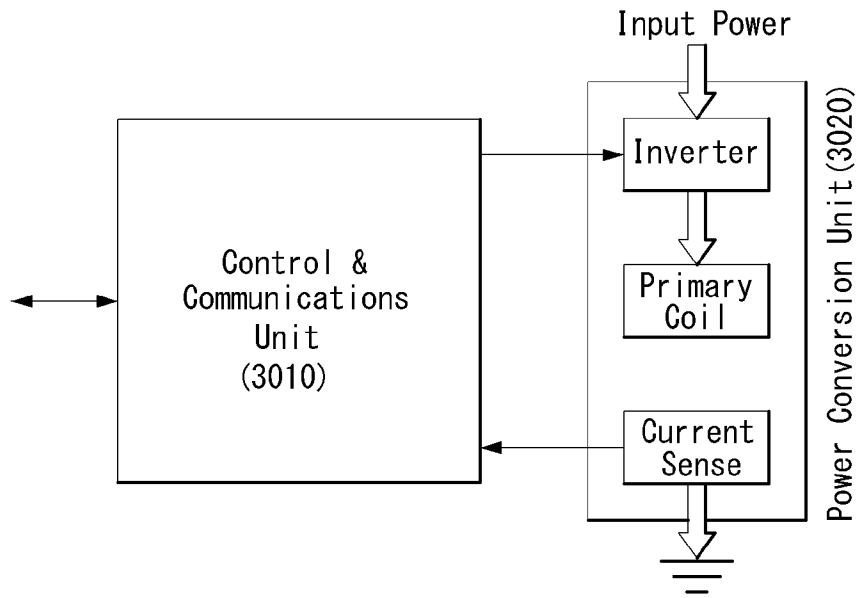 Input Power
Inverter
Control &
Communications
Unit
(3010)
Primary
Coil
Current
Sense
Power Conversion Unit(3020)